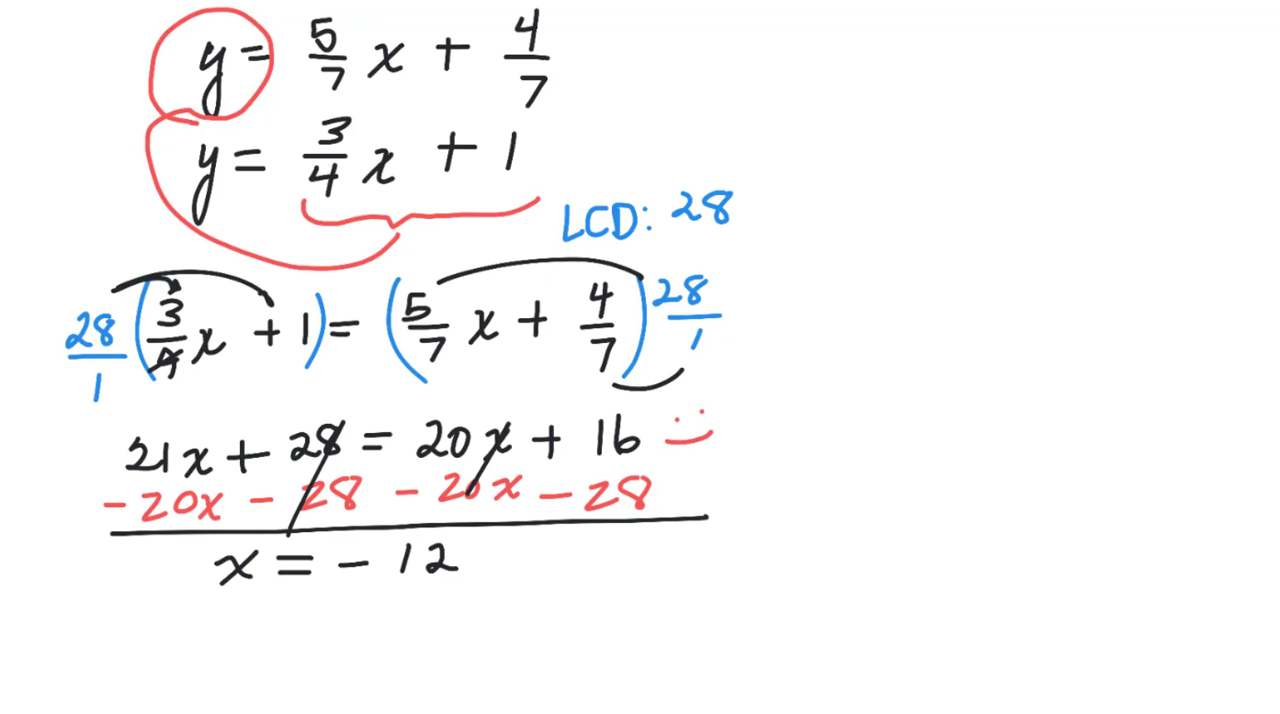 y = 5/7 x + 4/7
y = 3/4 x + 1
LCD: 28
28/1 (3/4 x + 1) = (5/7 x + 4/7) 28/1
21x + 28 = 20x + 16
- 20x - 28 - 20x - 28
x = - 12